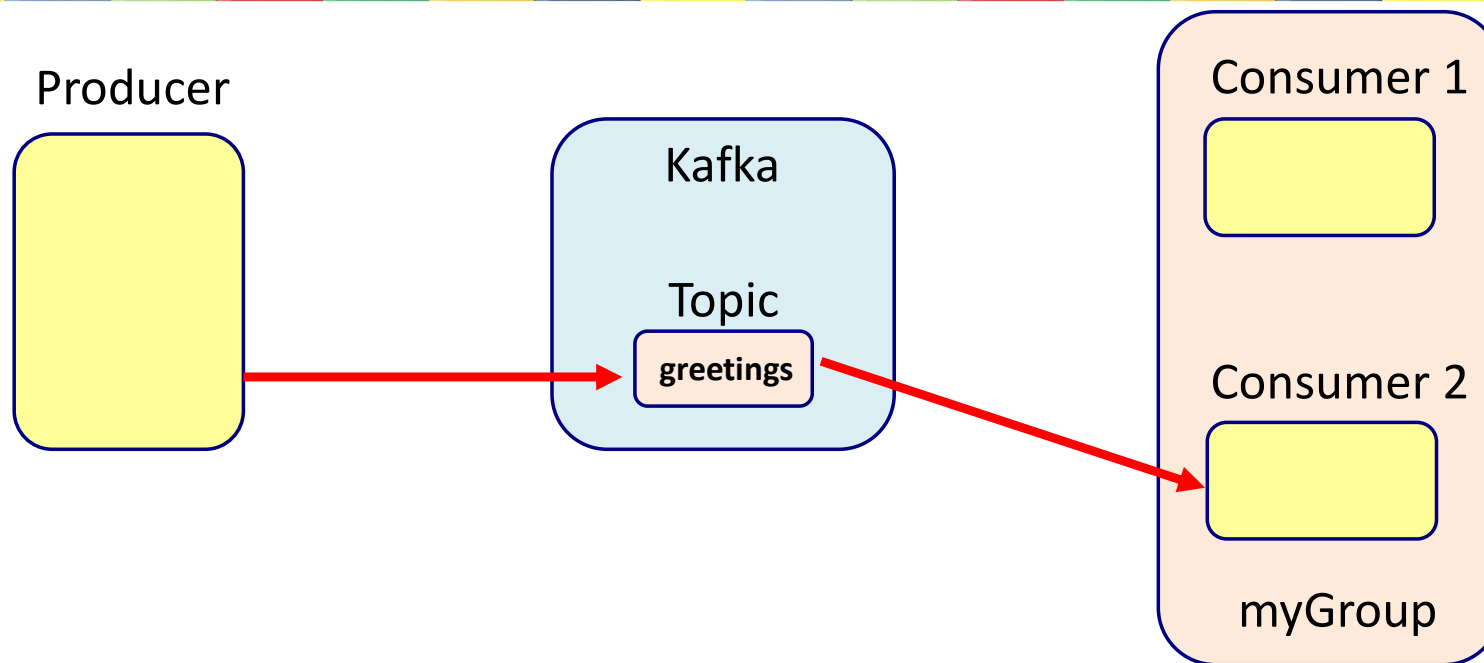 Producer
Kafka
Topic
greetings
Consumer 1
Consumer 2
myGroup